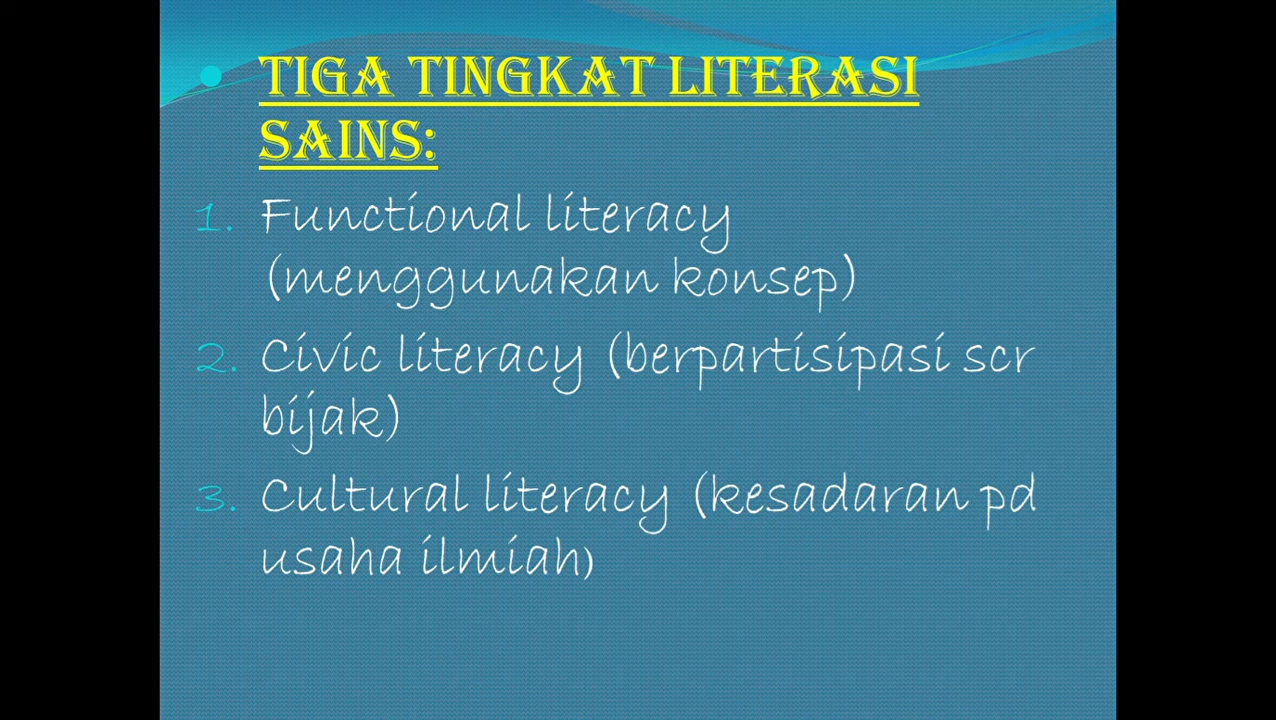 TIGA TINGKAT LITERASI
SAINS:
1. Functional literacy
(menggunakan konsep)
2. Civic literacy (berpartisipasi scr
bijak)
3. Cultural literacy (kesadaran pd
usaha ilmiah)